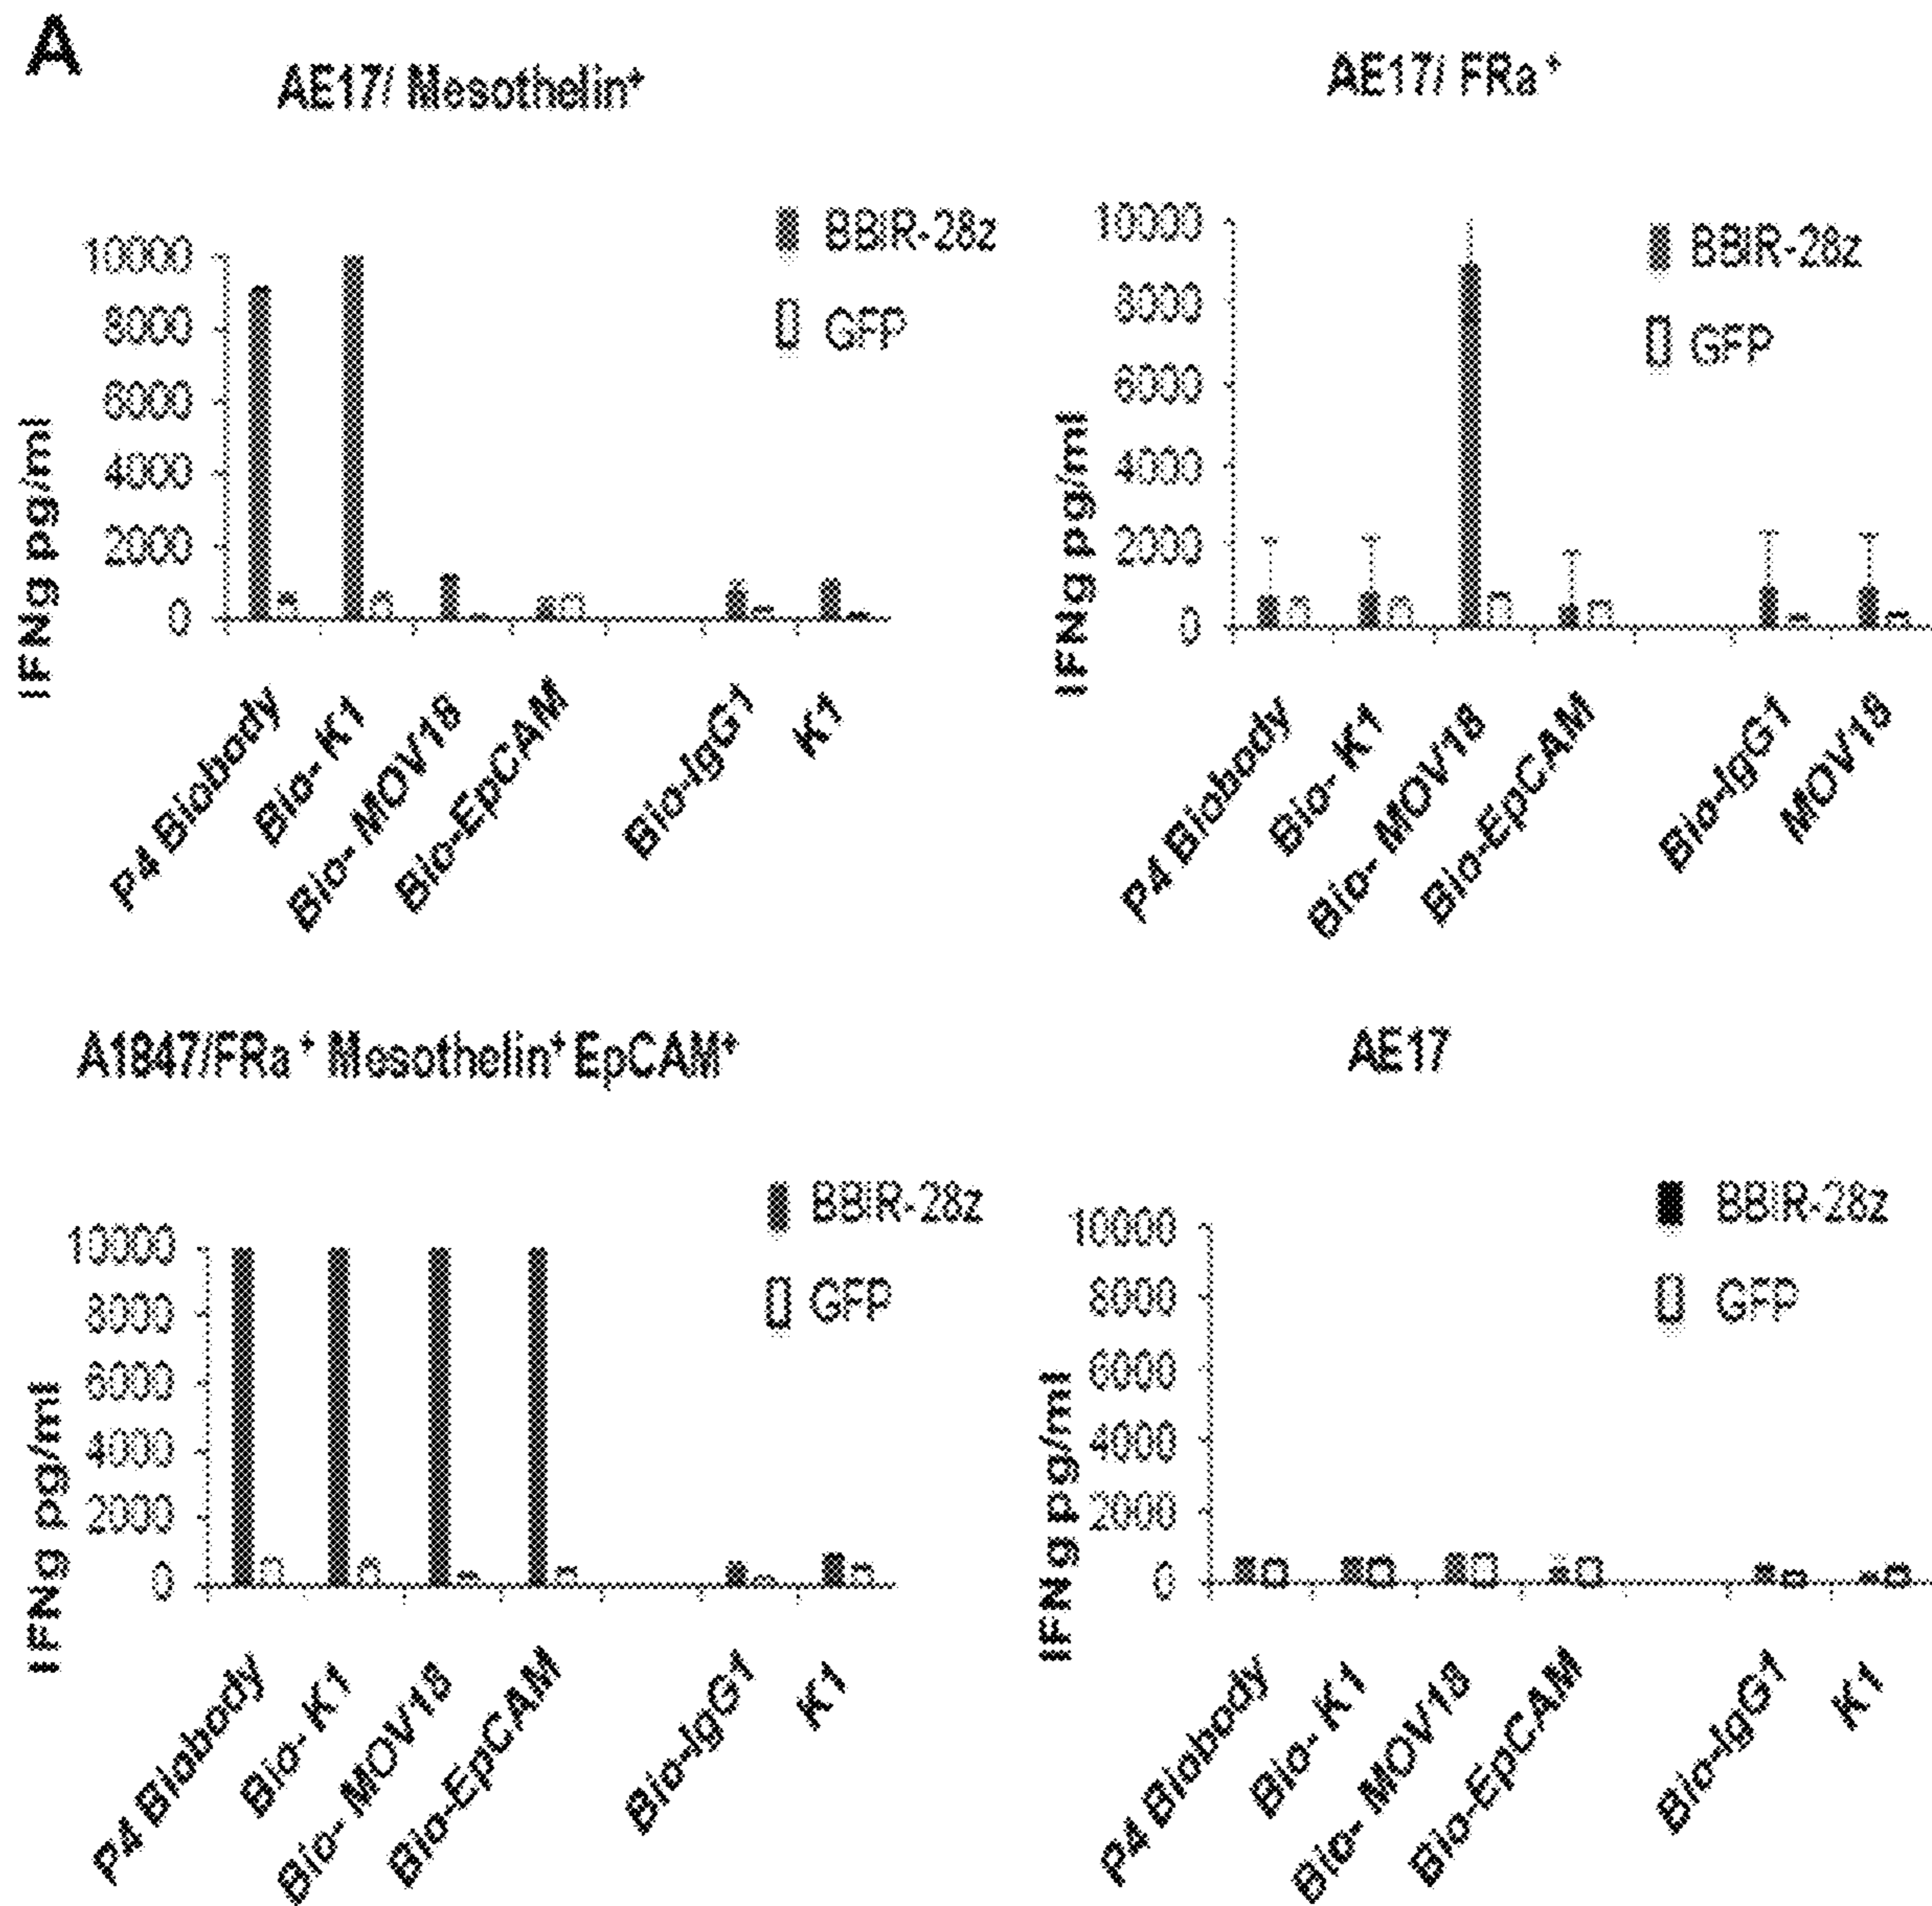 A
AE17/ Mesothelin⁺
BBIR-28z
GFP
IFNg pg/ml
10000
8000
6000
4000
2000
0
P4 Biobody
Bio- K1
Bio- MOV18
Bio-EpCAM
Bio-IgG1
K1
AE17/ FRa ⁺
BBIR-28z
GFP
IFNg pg/ml
10000
8000
6000
4000
2000
0
P4 Biobody
Bio- K1
Bio- MOV18
Bio-EpCAM
Bio-IgG1
MOV18
A1847/FRa ⁺ Mesothelin⁺ EpCAM⁺
BBIR-28z
GFP
IFNg pg/ml
10000
8000
6000
4000
2000
0
P4 Biobody
Bio- K1
Bio- MOV18
Bio-EpCAM
Bio-IgG1
K1
AE17
BBIR-28z
GFP
IFNg pg/ml
10000
8000
6000
4000
2000
0
P4 Biobody
Bio- K1
Bio- MOV18
Bio-EpCAM
Bio-IgG1
K1